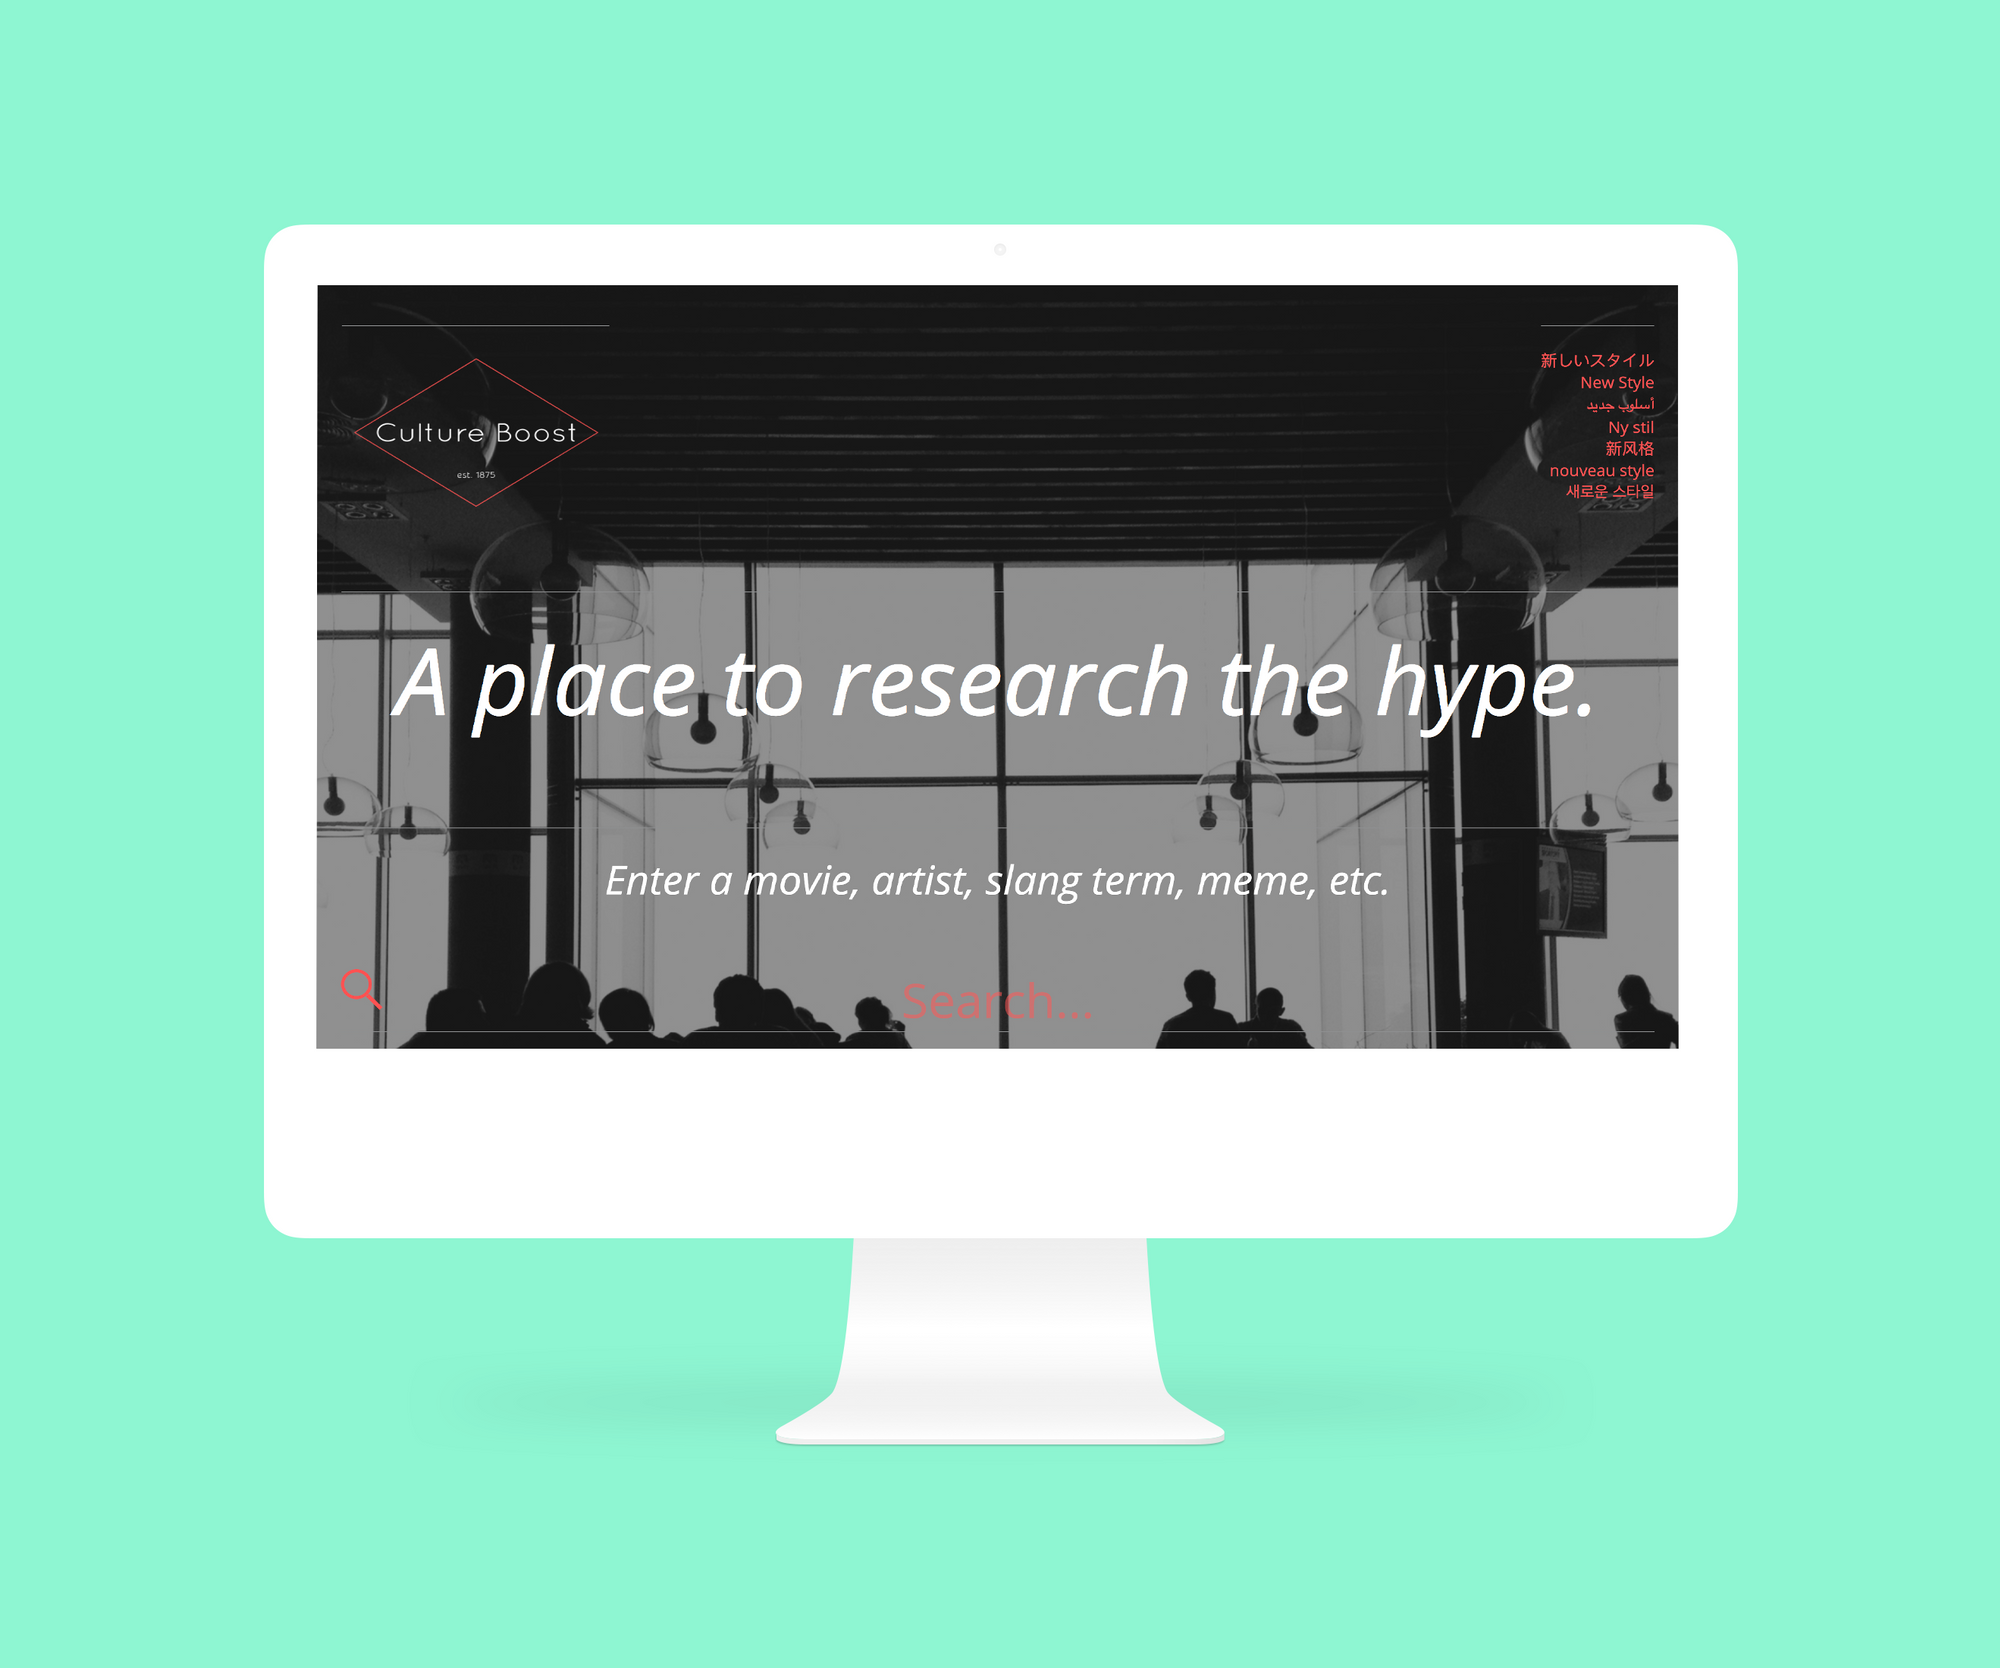 Culture Boost
est. 1875
新しいスタイル
New Style
أسلوب جديد
Ny stil
新风格
nouveau style
새로운 스타일
A place to research the hype.
Enter a movie, artist, slang term, meme, etc.
Search...